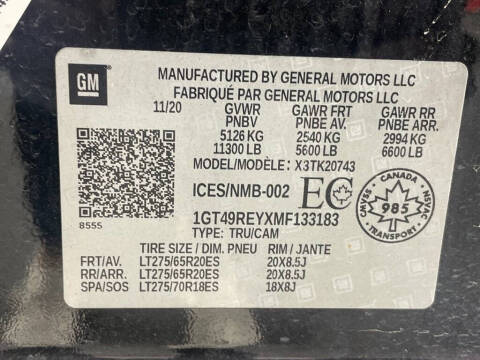 GM
MANUFACTURED BY GENERAL MOTORS LLC
FABRIQUÉ PAR GENERAL MOTORS LLC
11/20 GVWR GAWR FRT GAWR RR
PNBV PNBE AV. PNBE ARR.
5126 KG 2540 KG 2994 KG
11300 LB 5600 LB 6600 LB
MODEL/MODÈLE: X3TK20743
ICES/NMB-002 EC
1GT49REYXMF133183
TYPE: TRU/CAM
8555
CANADA
CMVSS NSVAC
985
TRANSPORT
TIRE SIZE / DIM. PNEU RIM / JANTE
FRT/AV. LT275/65R20ES 20X8.5J
RR/ARR. LT275/65R20ES 20X8.5J
SPA/SOS LT275/70R18ES 18X8J